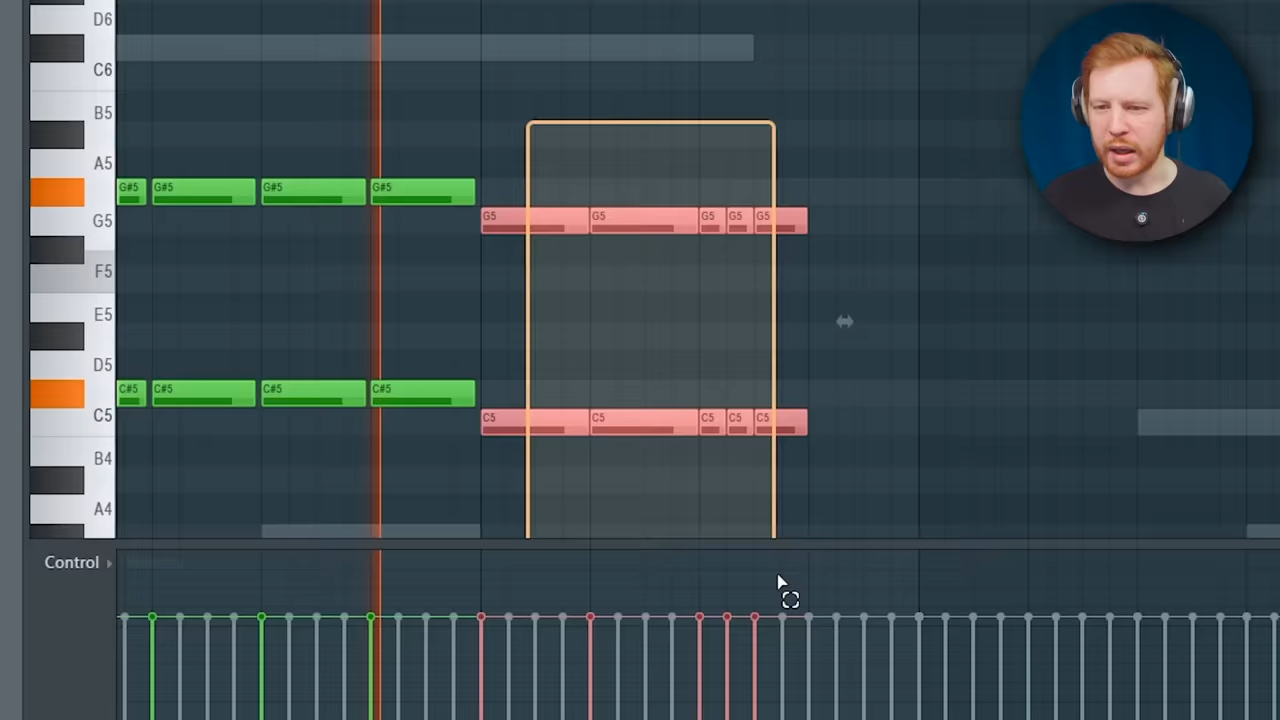 D6
C6
B5
A5
G#5 G#5 G#5 G#5
G5 G5 G5 G5 G5 G5
F5
E5
D5
C#5 C#5 C#5 C#5
C5 C5 C5 C5 C5 C5
B4
A4
Control